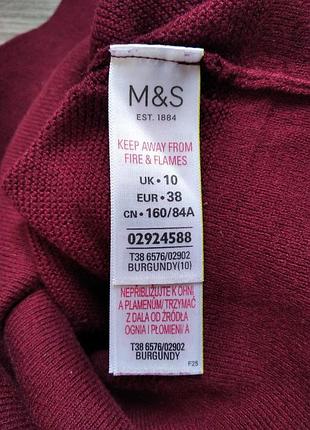 M&S
EST. 1884
KEEP AWAY FROM
FIRE & FLAMES
UK • 10
EUR • 38
CN • 160/84A
02924588
T38 6576/02902
BURGUNDY(10)
NEPŘIBLIŽUJTE K OHNI
A PLAMENŮM/ TRZYMAĆ
Z DALA OD ŹRÓDŁA
OGNIA I PŁOMIENI/ A
T38 6576/02902
BURGUNDY
F25